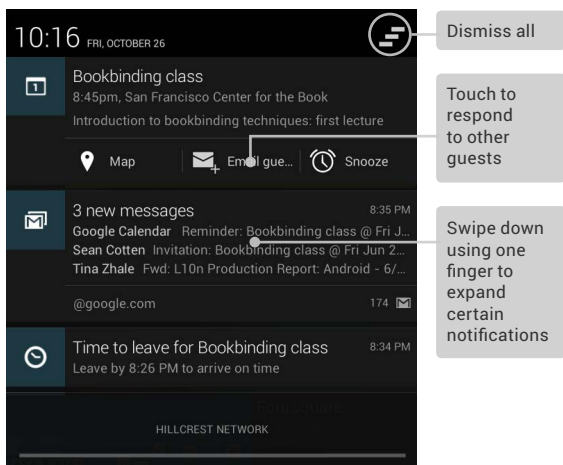 10:16 FRI, OCTOBER 26
Dismiss all
1
Bookbinding class
8:45pm, San Francisco Center for the Book
Introduction to bookbinding techniques: first lecture
Map
Email gue...
Snooze
Touch to
respond
to other
guests
3 new messages 8:35 PM
Google Calendar Reminder: Bookbinding class @ Fri J...
Sean Cotten Invitation: Bookbinding class @ Fri Jun 2...
Tina Zhale Fwd: L10n Production Report: Android - 6/...
@google.com 174
Swipe down
using one
finger to
expand
certain
notifications
Time to leave for Bookbinding class 8:34 PM
Leave by 8:26 PM to arrive on time
Foursquare
HILLCREST NETWORK